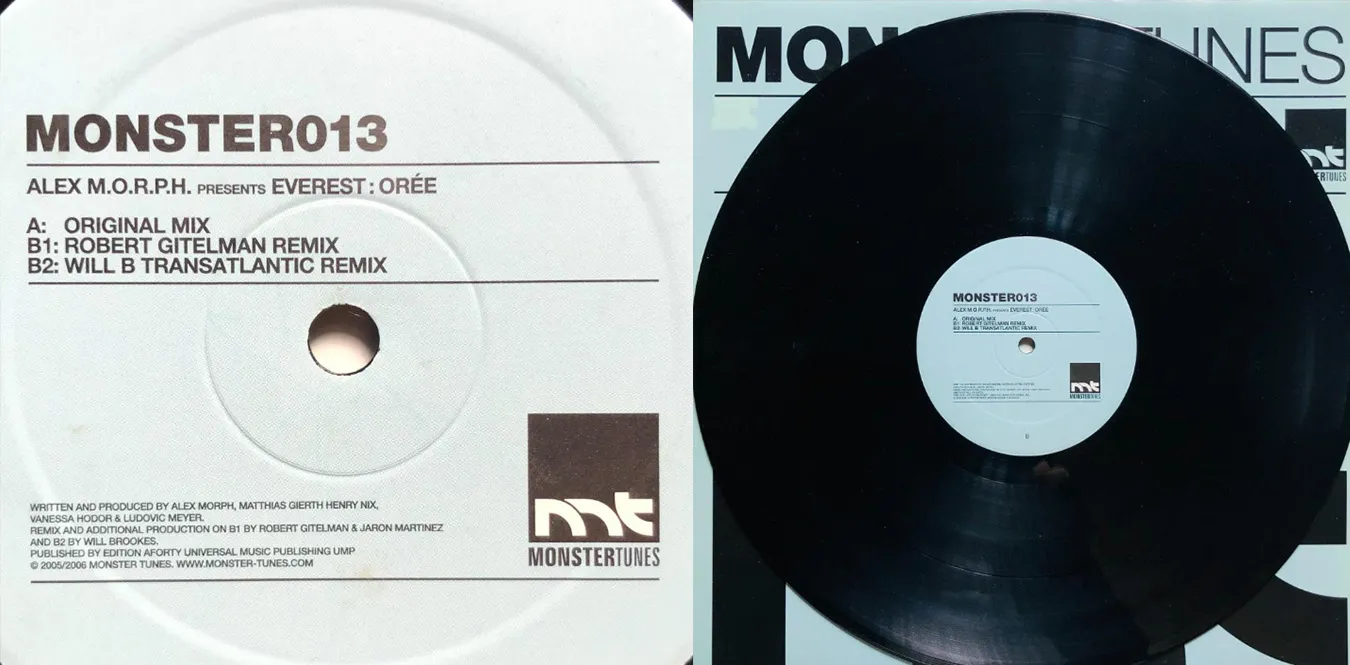 MONSTER013
ALEX M.O.R.P.H. PRESENTS EVEREST : ORÉE
A: ORIGINAL MIX
B1: ROBERT GITELMAN REMIX
B2: WILL B TRANSATLANTIC REMIX
mt
MONSTERTUNES
WRITTEN AND PRODUCED BY ALEX MORPH, MATTHIAS GIERTH HENRY NIX,
VANESSA HODOR & LUDOVIC MEYER.
REMIX AND ADDITIONAL PRODUCTION ON B1 BY ROBERT GITELMAN & JARON MARTINEZ
AND B2 BY WILL BROOKES.
PUBLISHED BY EDITION AFORTY UNIVERSAL MUSIC PUBLISHING UMP
© 2005/2006 MONSTER TUNES. WWW.MONSTER-TUNES.COM
MON TUNES
MONSTER013
ALEX M.O.R.P.H. PRESENTS EVEREST : ORÉE
A: ORIGINAL MIX
B1: ROBERT GITELMAN REMIX
B2: WILL B TRANSATLANTIC REMIX
mt
MONSTERTUNES